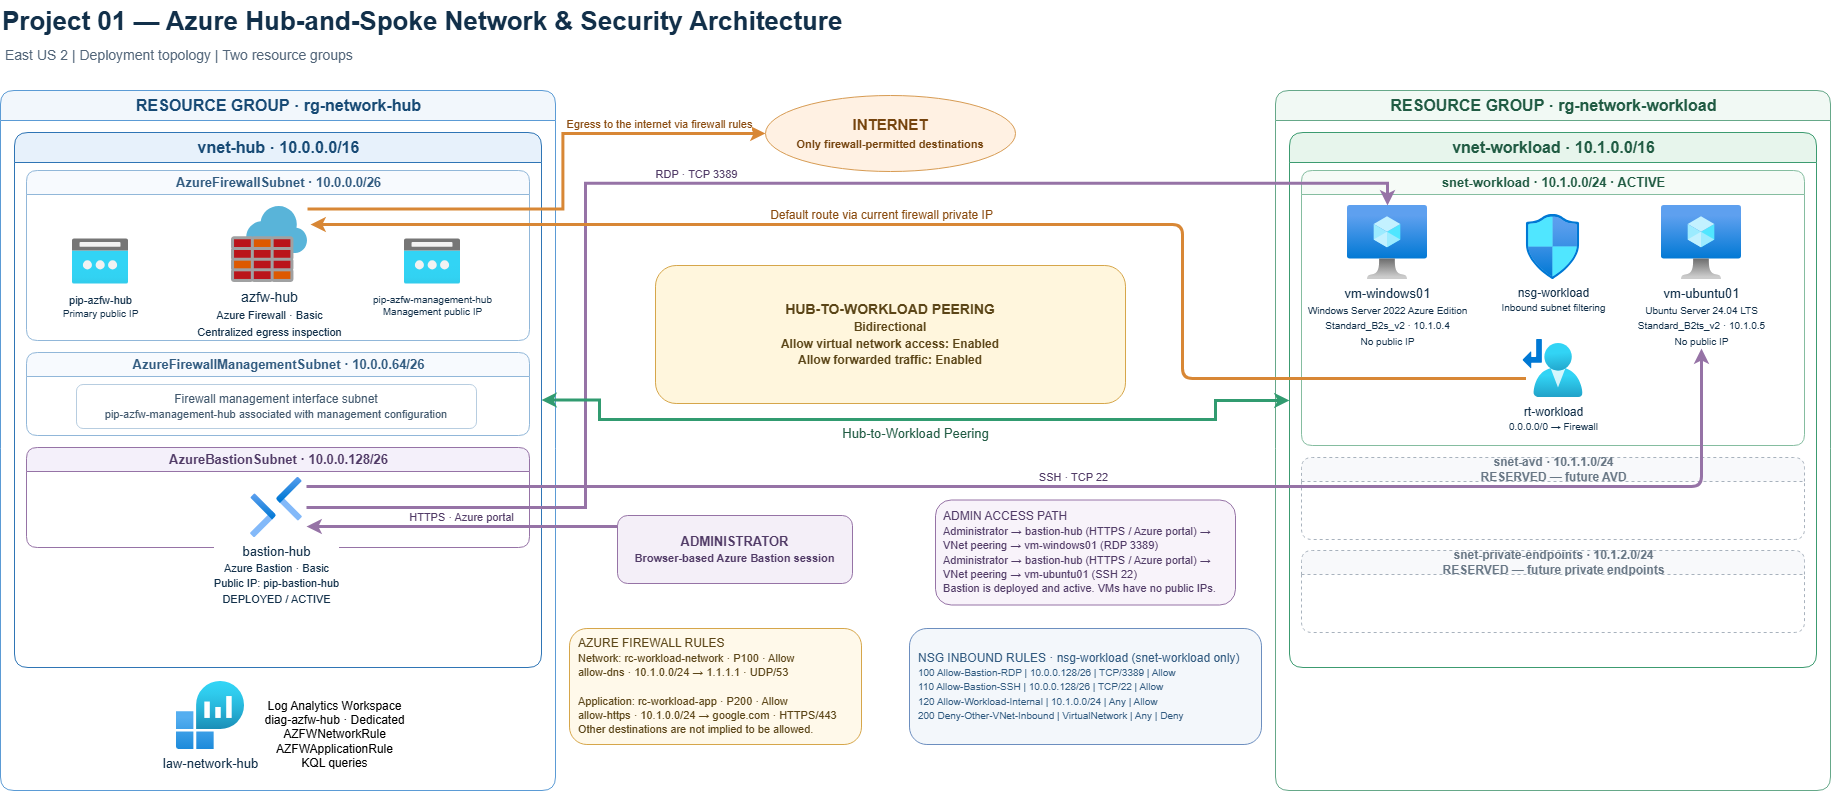 Project 01 — Azure Hub-and-Spoke Network & Security Architecture
East US 2 | Deployment topology | Two resource groups
RESOURCE GROUP · rg-network-hub
vnet-hub · 10.0.0.0/16
AzureFirewallSubnet · 10.0.0.0/26
pip-azfw-hub
Primary public IP
azfw-hub
Azure Firewall · Basic
Centralized egress inspection
pip-azfw-management-hub
Management public IP
AzureFirewallManagementSubnet · 10.0.0.64/26
Firewall management interface subnet
pip-azfw-management-hub associated with management configuration
AzureBastionSubnet · 10.0.0.128/26
bastion-hub
Azure Bastion · Basic
Public IP: pip-bastion-hub
DEPLOYED / ACTIVE
law-network-hub
Log Analytics Workspace
diag-azfw-hub · Dedicated
AZFWNetworkRule
AZFWApplicationRule
KQL queries
Egress to the internet via firewall rules
INTERNET
Only firewall-permitted destinations
RDP · TCP 3389
Default route via current firewall private IP
HUB-TO-WORKLOAD PEERING
Bidirectional
Allow virtual network access: Enabled
Allow forwarded traffic: Enabled
Hub-to-Workload Peering
SSH · TCP 22
HTTPS · Azure portal
ADMINISTRATOR
Browser-based Azure Bastion session
ADMIN ACCESS PATH
Administrator → bastion-hub (HTTPS / Azure portal) →
VNet peering → vm-windows01 (RDP 3389)
Administrator → bastion-hub (HTTPS / Azure portal) →
VNet peering → vm-ubuntu01 (SSH 22)
Bastion is deployed and active. VMs have no public IPs.
AZURE FIREWALL RULES
Network: rc-workload-network · P100 · Allow
allow-dns · 10.1.0.0/24 → 1.1.1.1 · UDP/53
Application: rc-workload-app · P200 · Allow
allow-https · 10.1.0.0/24 → google.com · HTTPS/443
Other destinations are not implied to be allowed.
NSG INBOUND RULES · nsg-workload (snet-workload only)
100 Allow-Bastion-RDP | 10.0.0.128/26 | TCP/3389 | Allow
110 Allow-Bastion-SSH | 10.0.0.128/26 | TCP/22 | Allow
120 Allow-Workload-Internal | 10.1.0.0/24 | Any | Allow
200 Deny-Other-VNet-Inbound | VirtualNetwork | Any | Deny
RESOURCE GROUP · rg-network-workload
vnet-workload · 10.1.0.0/16
snet-workload · 10.1.0.0/24 · ACTIVE
vm-windows01
Windows Server 2022 Azure Edition
Standard_B2s_v2 · 10.1.0.4
No public IP
nsg-workload
Inbound subnet filtering
vm-ubuntu01
Ubuntu Server 24.04 LTS
Standard_B2ts_v2 · 10.1.0.5
No public IP
rt-workload
0.0.0.0/0 → Firewall
snet-avd · 10.1.1.0/24
RESERVED — future AVD
snet-private-endpoints · 10.1.2.0/24
RESERVED — future private endpoints